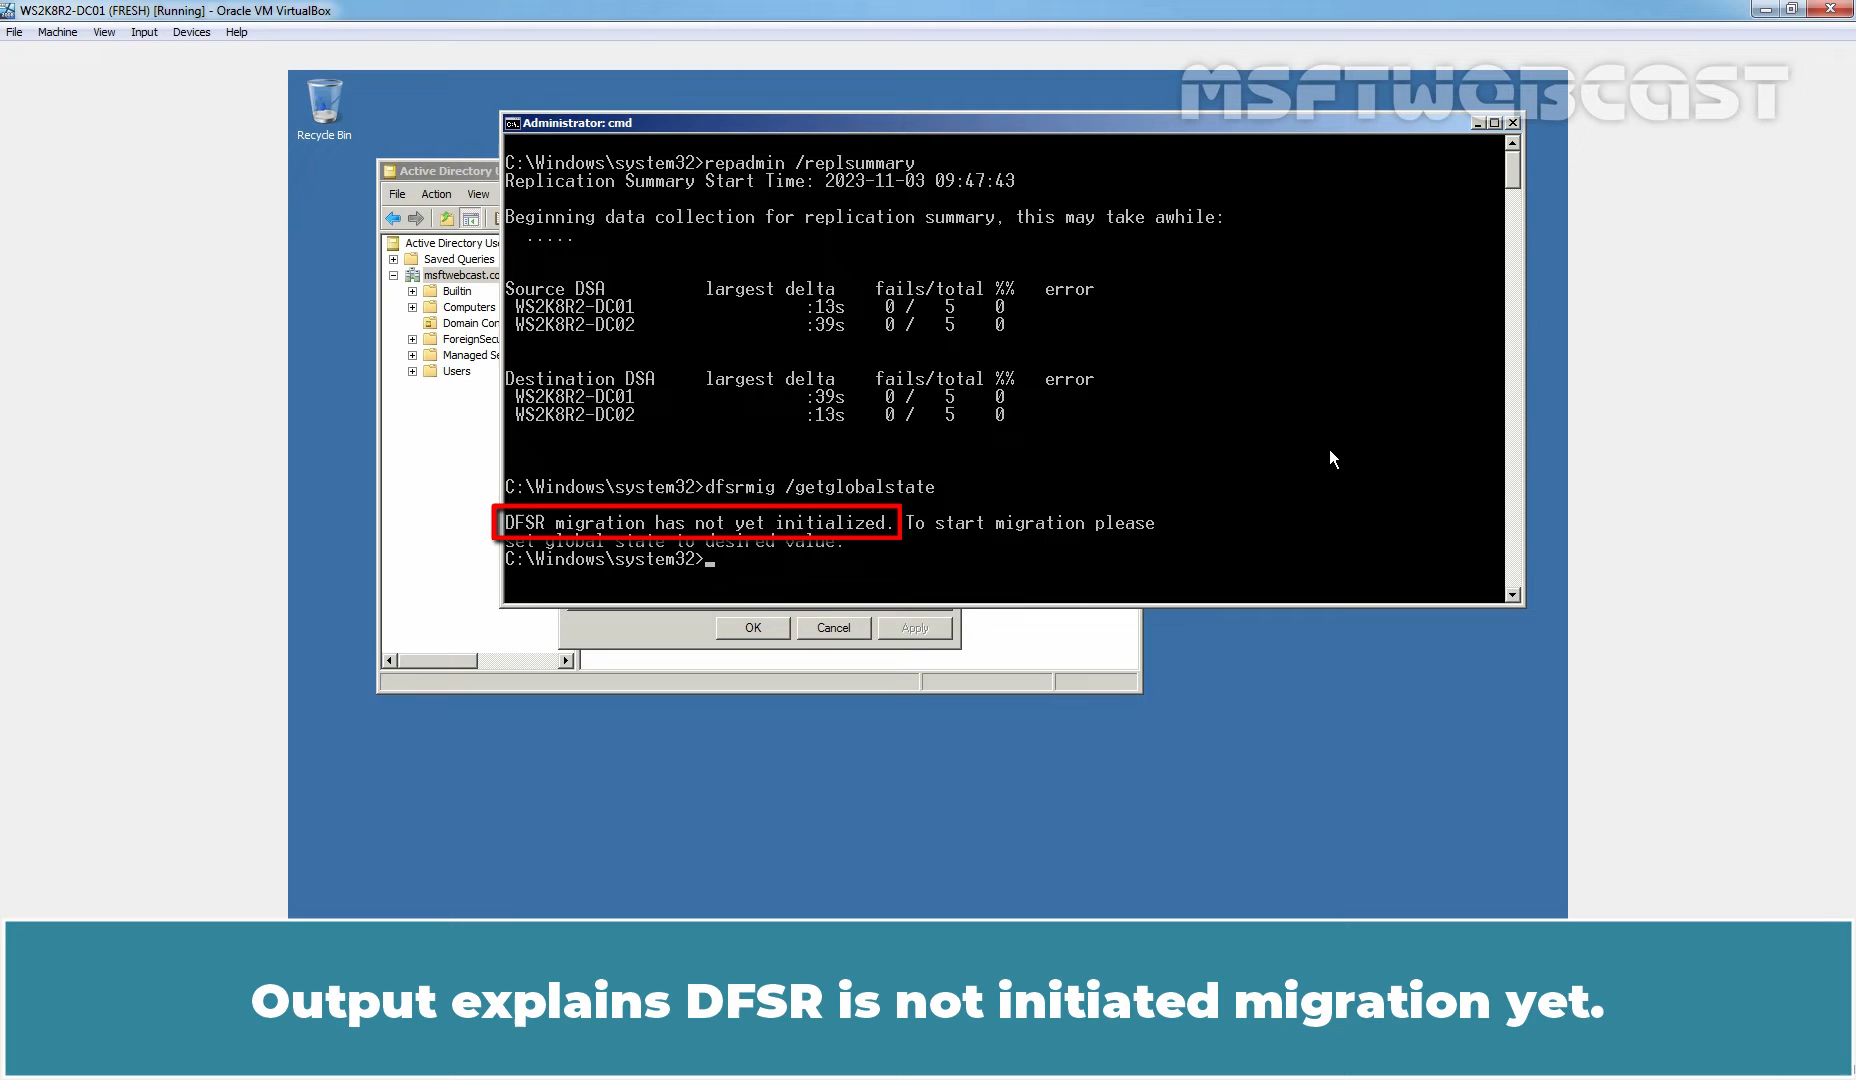 WS2K8R2-DC01 (FRESH) [Running] - Oracle VM VirtualBox
File Machine View Input Devices Help
MSFTWEBCAST
Recycle Bin
Administrator: cmd
Active Directory U
File Action View
Active Directory Use
Saved Queries
msftwebcast.co
Builtin
Computers
Domain Con
ForeignSecu
Managed Se
Users
C:\Windows\system32>repadmin /replsummary
Replication Summary Start Time: 2023-11-03 09:47:43
Beginning data collection for replication summary, this may take awhile:
.....
Source DSA largest delta fails/total %% error
WS2K8R2-DC01 :13s 0 / 5 0
WS2K8R2-DC02 :39s 0 / 5 0
Destination DSA largest delta fails/total %% error
WS2K8R2-DC01 :39s 0 / 5 0
WS2K8R2-DC02 :13s 0 / 5 0
C:\Windows\system32>dfsrmig /getglobalstate
DFSR migration has not yet initialized. To start migration please
set global state to desired value.
C:\Windows\system32>_
OK Cancel Apply
Output explains DFSR is not initiated migration yet.